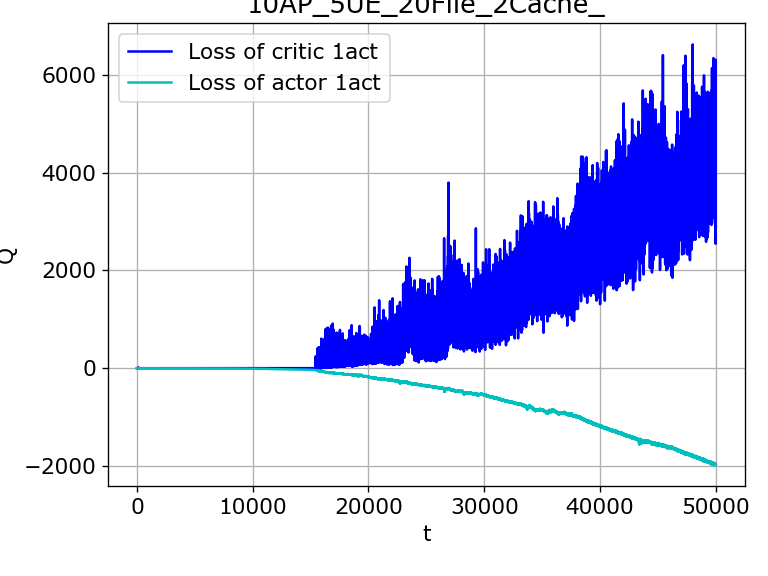 10AP_5UE_20File_2Cache_
Loss of critic 1act
Loss of actor 1act
6000
4000
2000
0
−2000
Q
0 10000 20000 30000 40000 50000
t